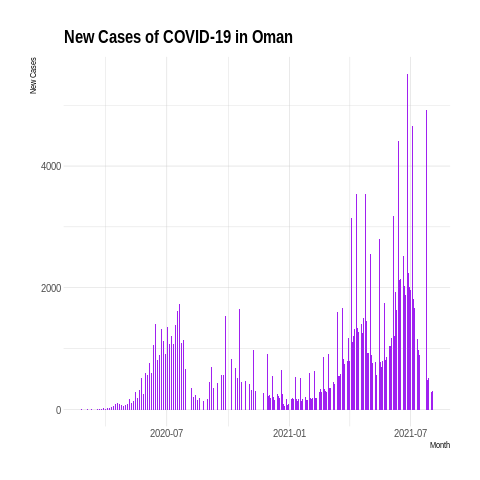 New Cases of COVID-19 in Oman
New Cases
4000
2000
0
2020-07
2021-01
2021-07
Month